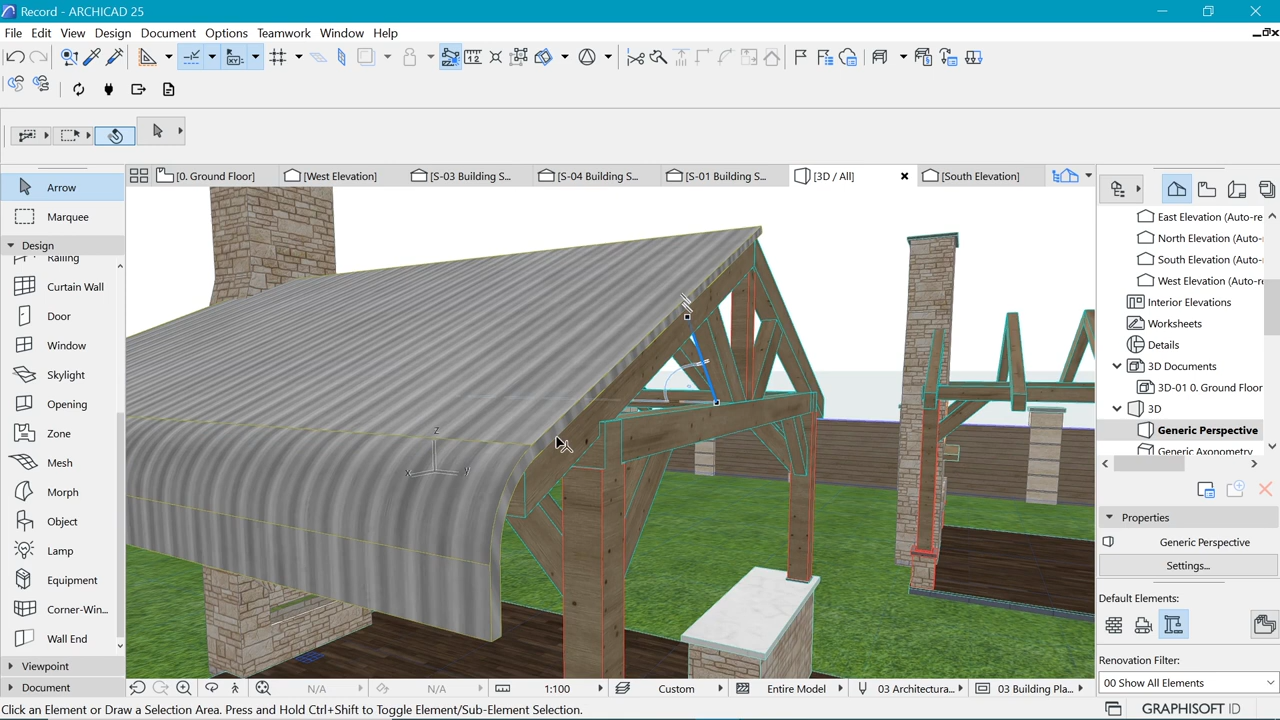 Record - ARCHICAD 25
File Edit View Design Document Options Teamwork Window Help
[0. Ground Floor] [West Elevation] [S-03 Building S... [S-04 Building S... [S-01 Building S... [3D / All] [South Elevation]
Arrow
Marquee
Design
Railing
Curtain Wall
Door
Window
Skylight
Opening
Zone
Mesh
Morph
Object
Lamp
Equipment
Corner-Win...
Wall End
Viewpoint
Document
z
x
y
East Elevation (Auto-re
North Elevation (Auto-
South Elevation (Auto-re
West Elevation (Auto-re
Interior Elevations
Worksheets
Details
3D Documents
3D-01 0. Ground Floor
3D
Generic Perspective
Generic Axonometry
Properties
Generic Perspective
Settings...
Default Elements:
Renovation Filter:
00 Show All Elements
N/A N/A 1:100 Custom Entire Model 03 Architectura... 03 Building Pla...
Click an Element or Draw a Selection Area. Press and Hold Ctrl+Shift to Toggle Element/Sub-Element Selection.
GRAPHISOFT ID